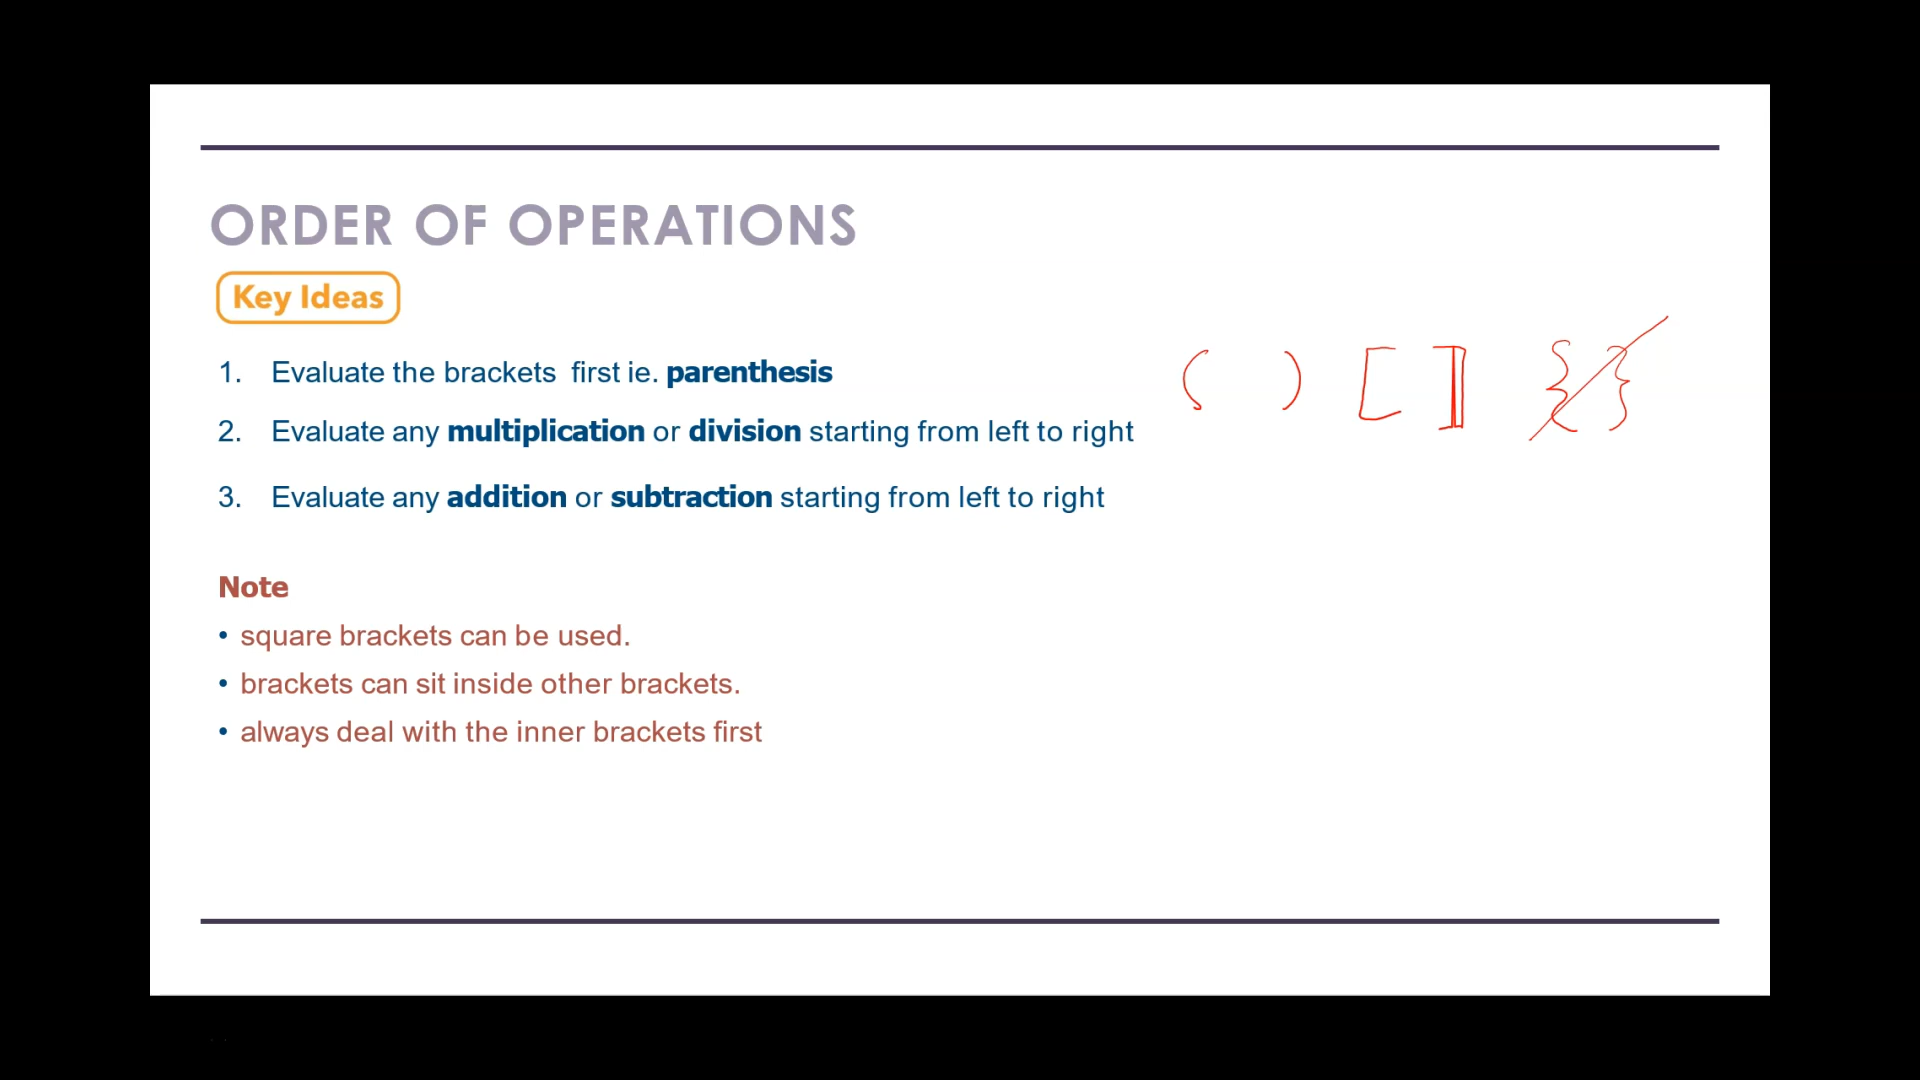 ORDER OF OPERATIONS
Key Ideas
1. Evaluate the brackets first ie. parenthesis
( ) [ ] { }
2. Evaluate any multiplication or division starting from left to right
3. Evaluate any addition or subtraction starting from left to right
Note
• square brackets can be used.
• brackets can sit inside other brackets.
• always deal with the inner brackets first